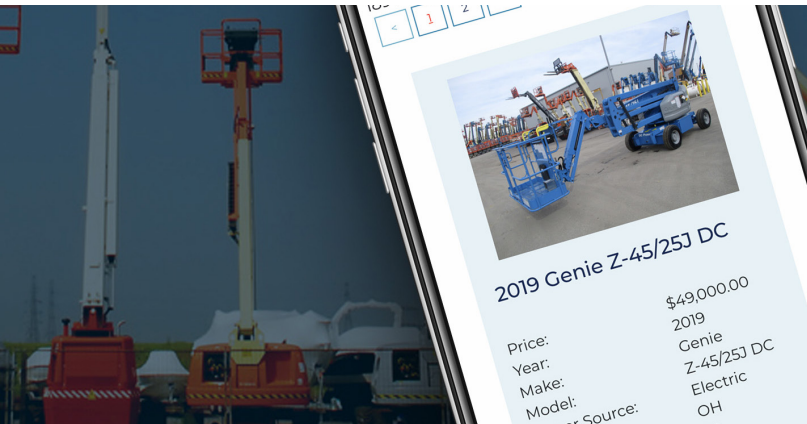 < 1 2
2019 Genie Z-45/25J DC
Price: $49,000.00
Year: 2019
Make: Genie
Model: Z-45/25J DC
Source: Electric
OH